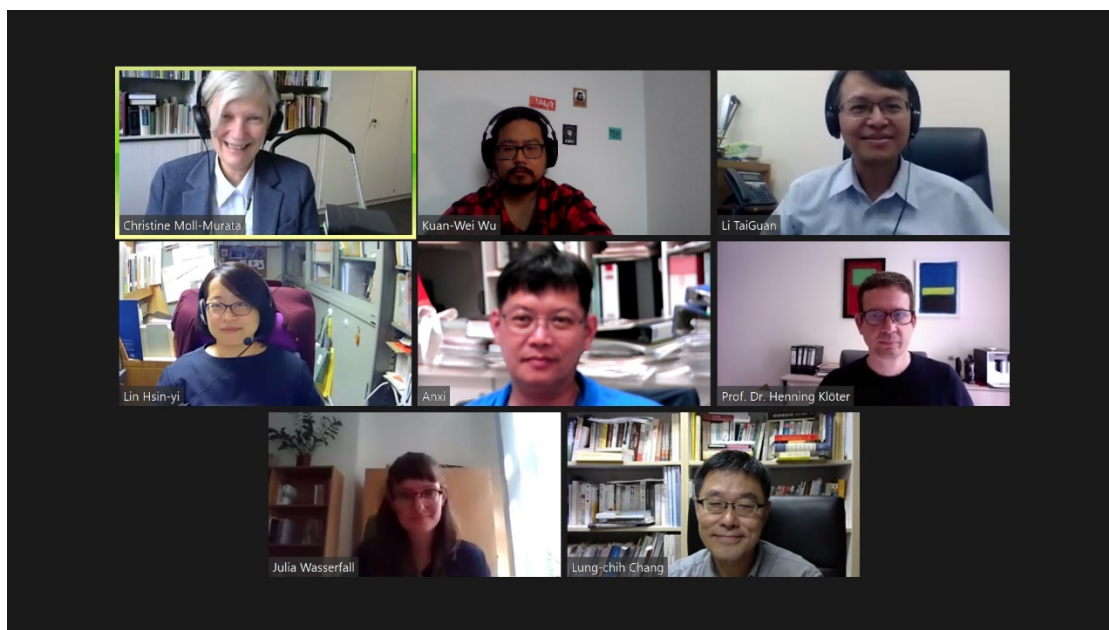 Christine Moll-Murata
Kuan-Wei Wu
Li TaiGuan
Lin Hsin-yi
Anxi
Prof. Dr. Henning Klöter
Julia Wasserfall
Lung-chih Chang